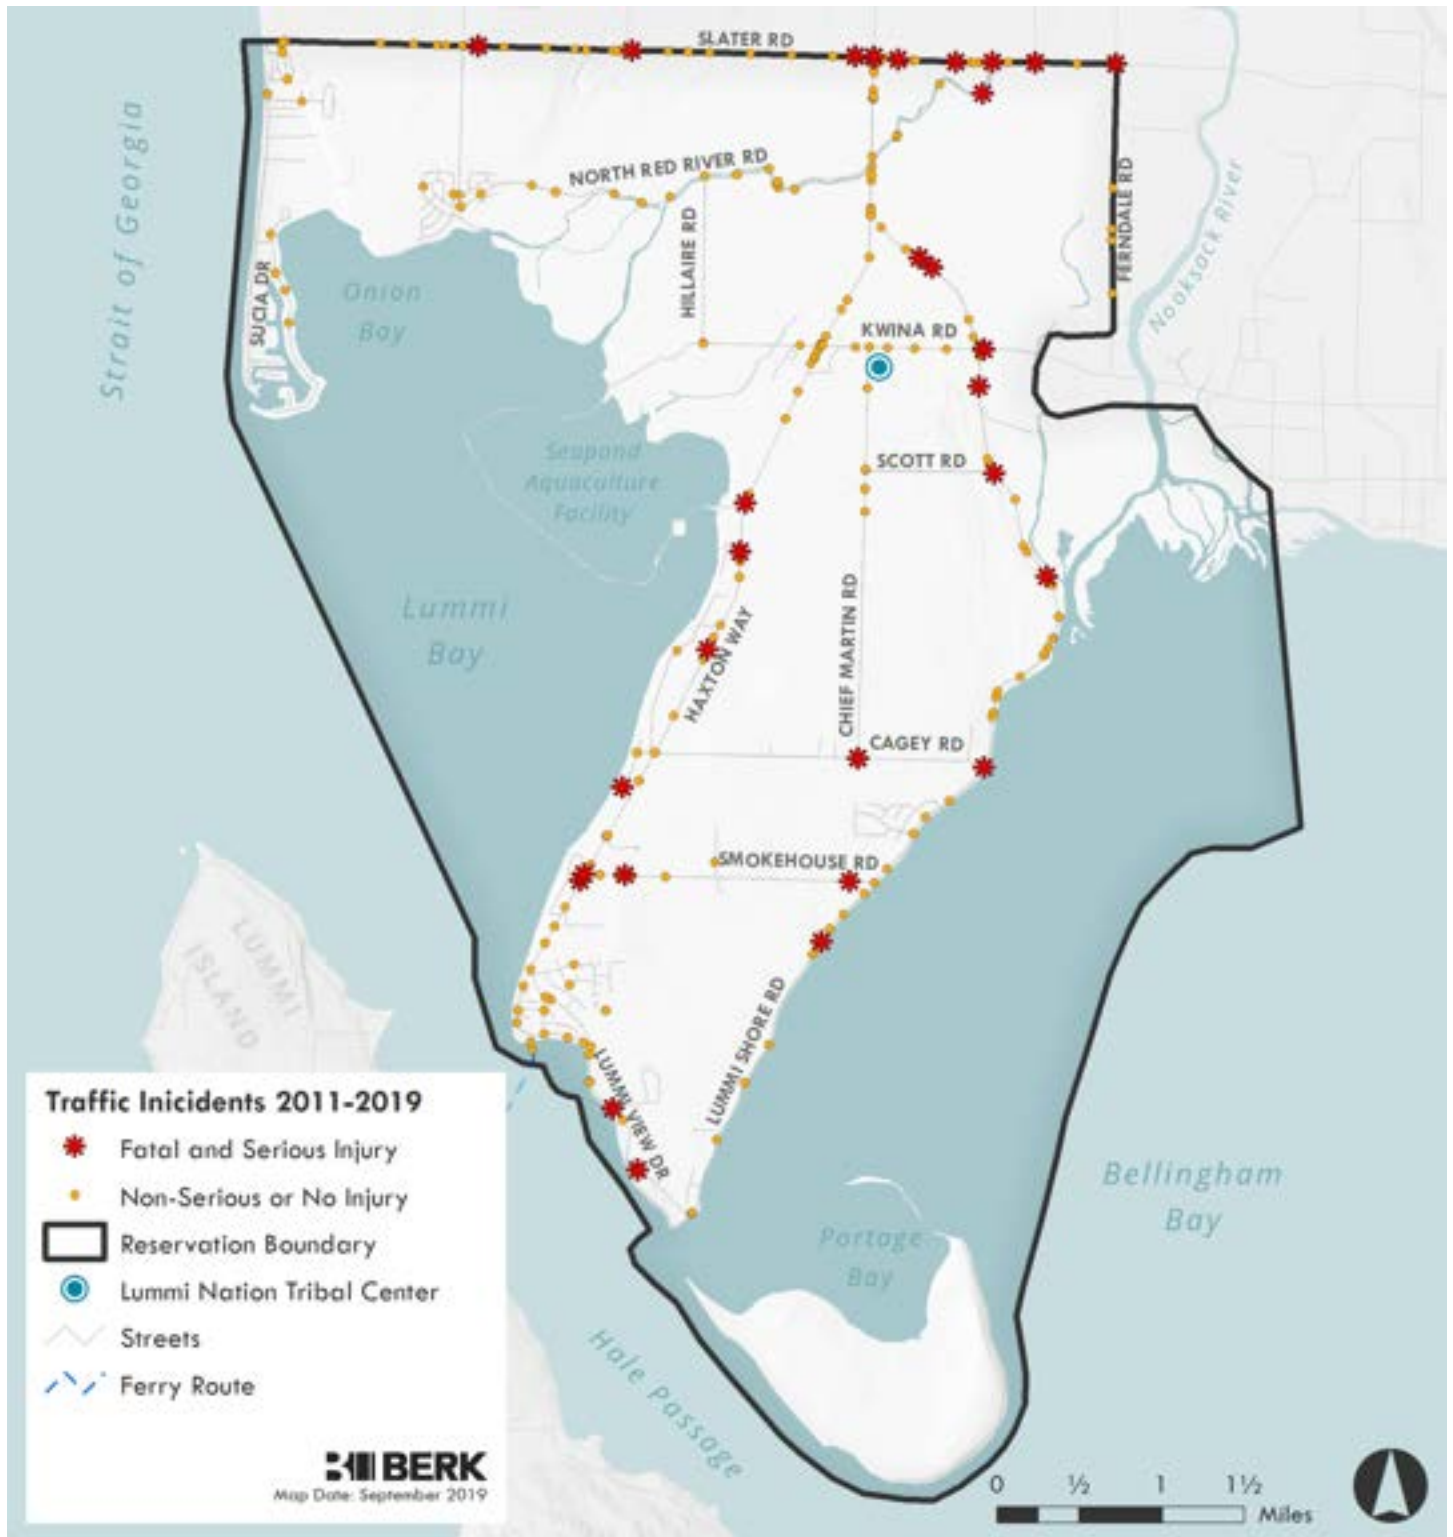 SLATER RD
Strait of Georgia
NORTH RED RIVER RD
FERNDALE RD
Nooksack River
HILLAIRE RD
SUCIA DR
Onion
Bay
KWINA RD
SCOTT RD
Seapond
Aquaculture
Facility
Lummi
Bay
CHIEF MARTIN RD
HAXTON WAY
CAGEY RD
SMOKEHOUSE RD
LUMMI
ISLAND
LUMMI SHORE RD
LUMMI VIEW DR
Bellingham
Bay
Portage
Bay
Hale Passage
Traffic Inicidents 2011-2019
Fatal and Serious Injury
Non-Serious or No Injury
Reservation Boundary
Lummi Nation Tribal Center
Streets
Ferry Route
BERK
Map Date: September 2019
0 ½ 1 1½
Miles